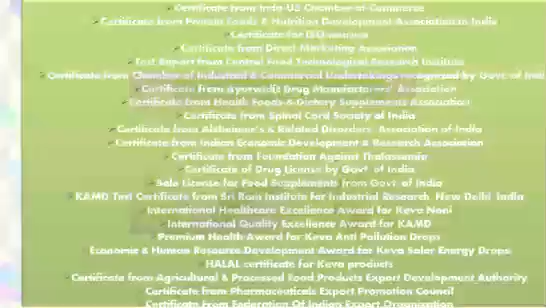 Certificate from Indo US Chamber of Commerce
Certificate from Protein Foods & Nutrition Development Association to India
Certificate for ISO
Certificate from Direct Marketing Association
Test Report from Central Food Technological Research Institute
Certificate from Chamber of Industrial & Commercial Undertakings recognized by Govt of Ind
Certificate from Ayurvedic Drug Manufacturers' Association
Certificate from Health Foods & Dietary Supplements Association
Certificate from Spinal Cord Society of India
Certificate from Alzheimer's & Related Disorders Association of India
Certificate from Indian Economic Development & Research Association
Certificate from Foundation Against Thalassemia
Certificate of Drug License by Govt of India
Sale License for Food Supplements from Govt of India
KAMD Test Certificate from Sri Ram Institute for Industrial Research, New Delhi India
International Healthcare Excellence Award for Keva Noni
International Quality Excellence Award for KAMD
Premium Health Award for Keva Anti Pollution Drops
Economic & Human Resource Development Award for Keva Solar Energy Drops
HALAL certificate for Keva products
Certificate from Agricultural & Processed Food Products Export Development Authority
Certificate from Pharmaceuticals Export Promotion Council
Certificate from Federation Of Indian Export Organisation